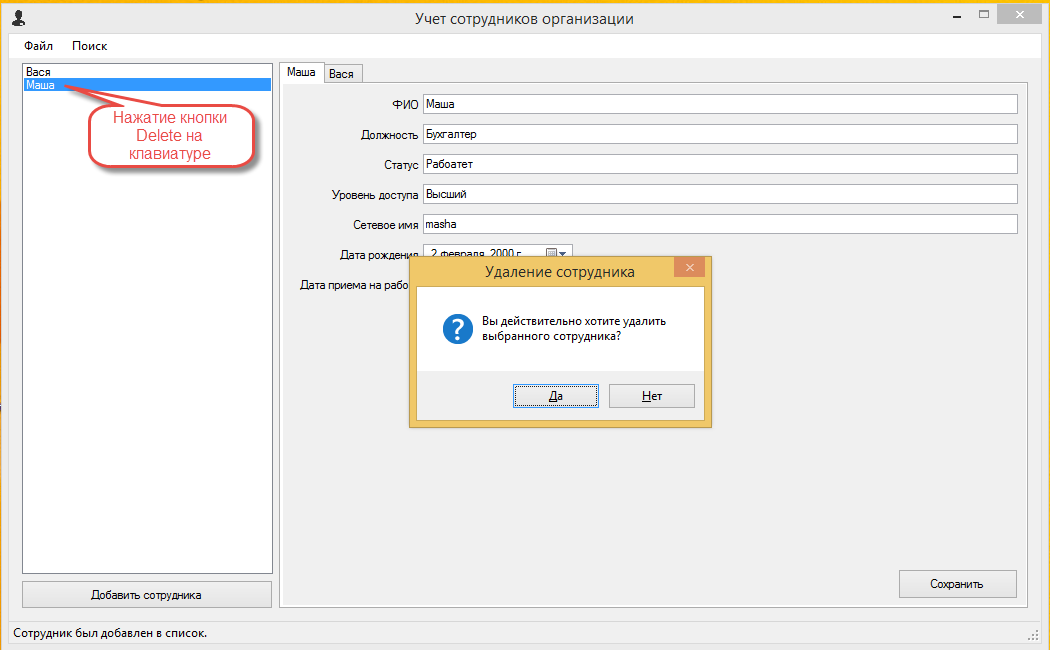 Учет сотрудников организации
Файл Поиск
Вася
Маша
Нажатие кнопки
Delete на
клавиатуре
Маша Вася
ФИО Маша
Должность Бухгалтер
Статус Рабоатет
Уровень доступа Высший
Сетевое имя masha
Дата рождения 2 февраля 2000 г.
Дата приема на рабо
Удаление сотрудника
Вы действительно хотите удалить
выбранного сотрудника?
Да Нет
Сохранить
Добавить сотрудника
Сотрудник был добавлен в список.